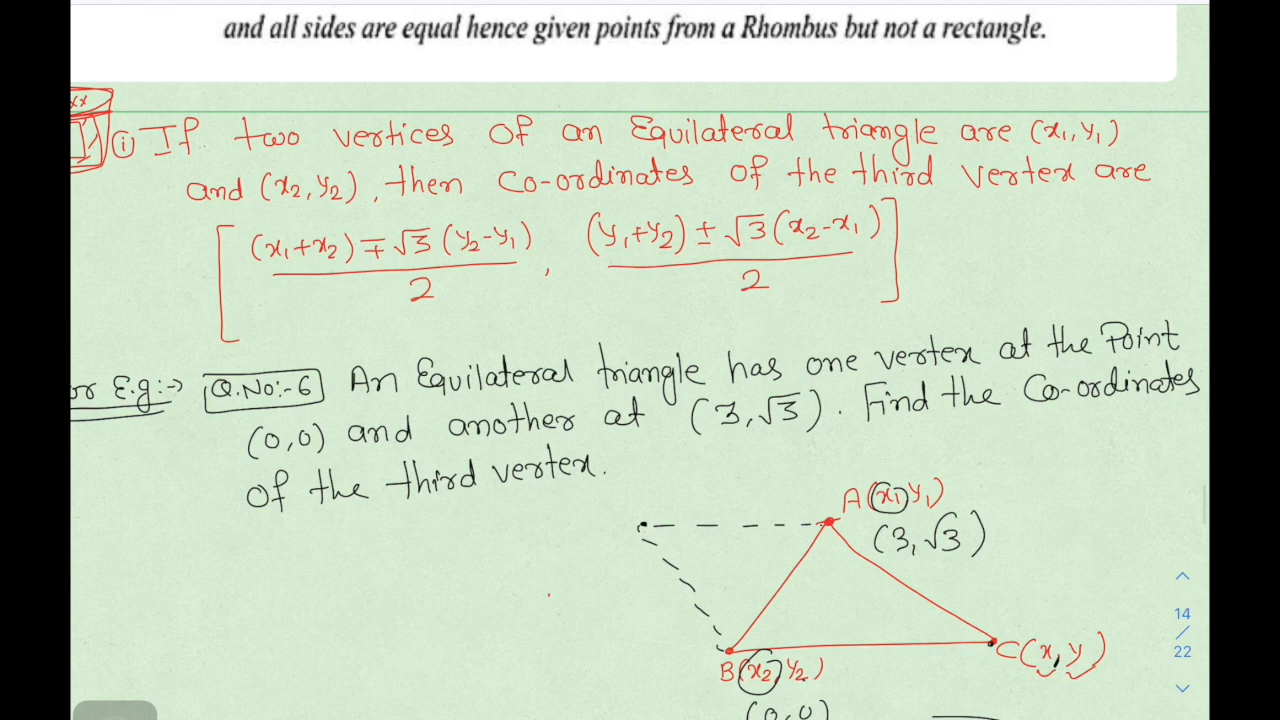 and all sides are equal hence given points from a Rhombus but not a rectangle.
xx
(i) If two vertices of an Equilateral triangle are (x₁,y₁)
and (x₂,y₂), then Co-ordinates of the third vertex are
[ (x₁+x₂)∓√3(y₂-y₁) / 2 , (y₁+y₂)±√3(x₂-x₁) / 2 ]
or E.g:→ Q.No:-6 An Equilateral triangle has one vertex at the Point
(0,0) and another at (3,√3). Find the Co-ordinates
of the third vertex.
A(x₁,y₁)
(3,√3)
B(x₂,y₂)
(0,0)
C(x,y)
14
/
22